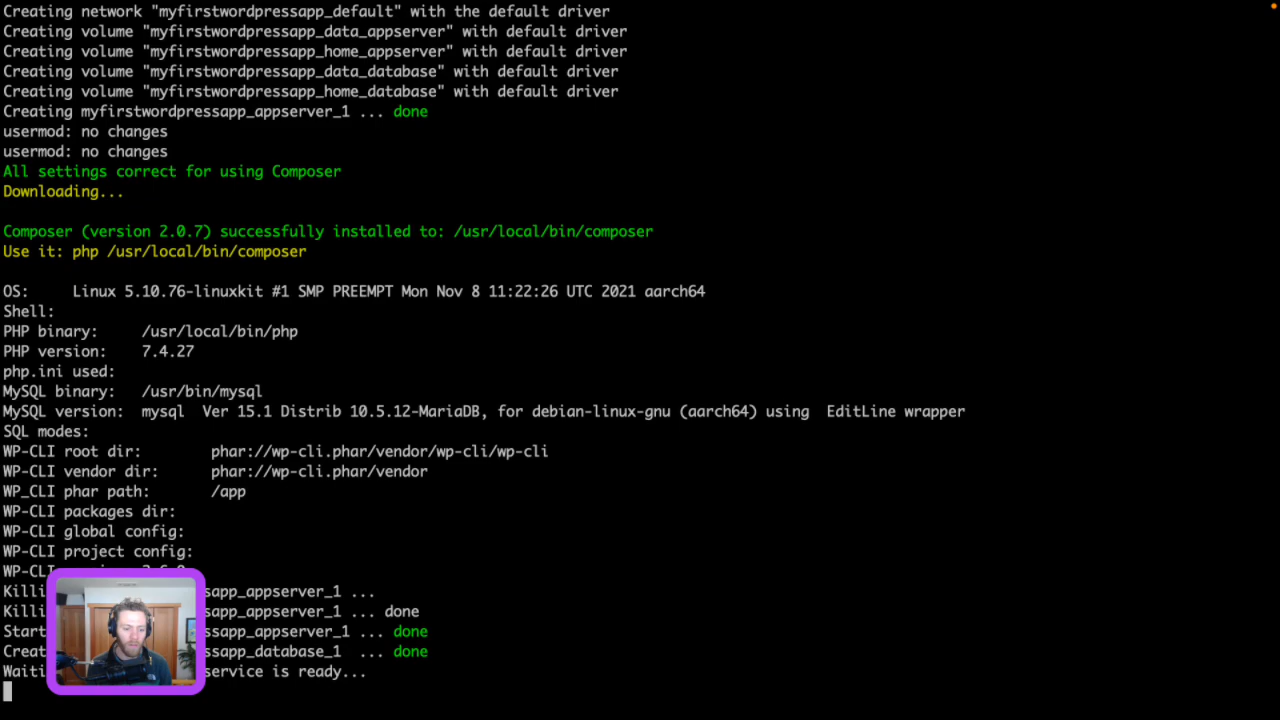 Creating network "myfirstwordpressapp_default" with the default driver
Creating volume "myfirstwordpressapp_data_appserver" with default driver
Creating volume "myfirstwordpressapp_home_appserver" with default driver
Creating volume "myfirstwordpressapp_data_database" with default driver
Creating volume "myfirstwordpressapp_home_database" with default driver
Creating myfirstwordpressapp_appserver_1 ... done
usermod: no changes
usermod: no changes
All settings correct for using Composer
Downloading...
Composer (version 2.0.7) successfully installed to: /usr/local/bin/composer
Use it: php /usr/local/bin/composer
OS: Linux 5.10.76-linuxkit #1 SMP PREEMPT Mon Nov 8 11:22:26 UTC 2021 aarch64
Shell:
PHP binary: /usr/local/bin/php
PHP version: 7.4.27
php.ini used:
MySQL binary: /usr/bin/mysql
MySQL version: mysql Ver 15.1 Distrib 10.5.12-MariaDB, for debian-linux-gnu (aarch64) using EditLine wrapper
SQL modes:
WP-CLI root dir: phar://wp-cli.phar/vendor/wp-cli/wp-cli
WP-CLI vendor dir: phar://wp-cli.phar/vendor
WP_CLI phar path: /app
WP-CLI packages dir:
WP-CLI global config:
WP-CLI project config:
WP-CL
Killi sapp_appserver_1 ...
Killi sapp_appserver_1 ... done
Start ssapp_appserver_1 ... done
Creat ssapp_database_1 ... done
Waiti service is ready...